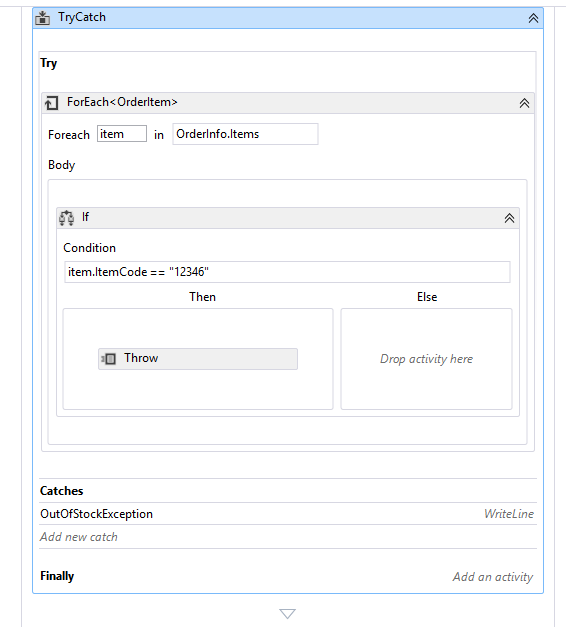 TryCatch
Try
ForEach<OrderItem>
Foreach item in OrderInfo.Items
Body
If
Condition
item.ItemCode == "12346"
Then Else
Throw Drop activity here
Catches
OutOfStockException WriteLine
Add new catch
Finally Add an activity